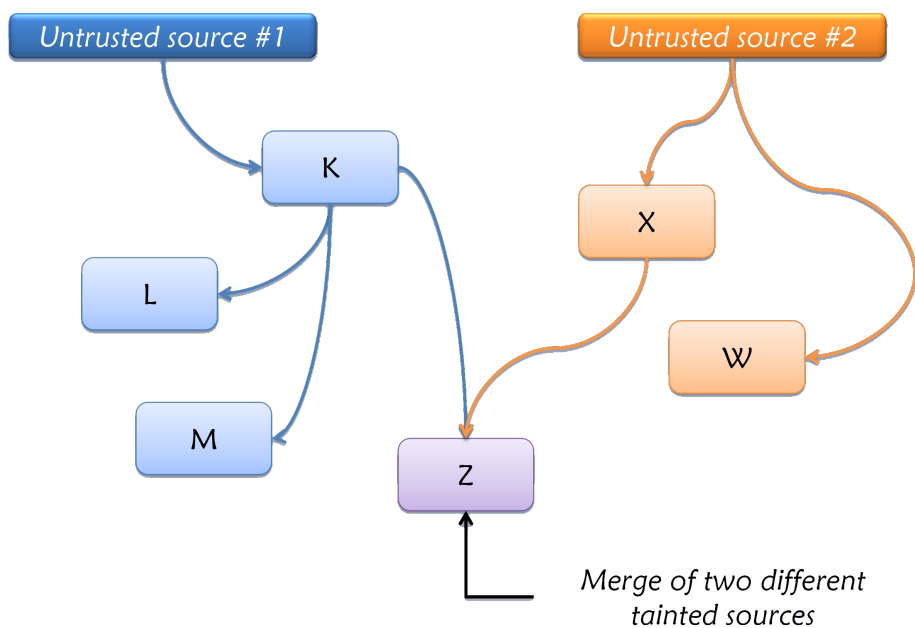 Untrusted source #1
Untrusted source #2
K
X
L
W
M
Z
Merge of two different
tainted sources